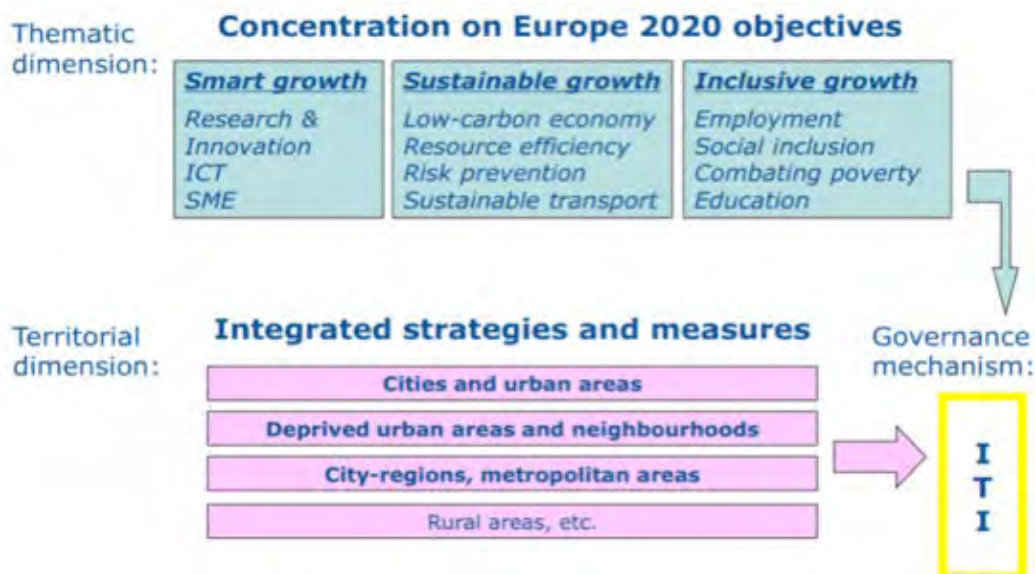 Thematic
dimension:
Concentration on Europe 2020 objectives
Smart growth
Research &
Innovation
ICT
SME
Sustainable growth
Low-carbon economy
Resource efficiency
Risk prevention
Sustainable transport
Inclusive growth
Employment
Social inclusion
Combating poverty
Education
Territorial
dimension:
Integrated strategies and measures
Cities and urban areas
Deprived urban areas and neighbourhoods
City-regions, metropolitan areas
Rural areas, etc.
Governance
mechanism:
I
T
I